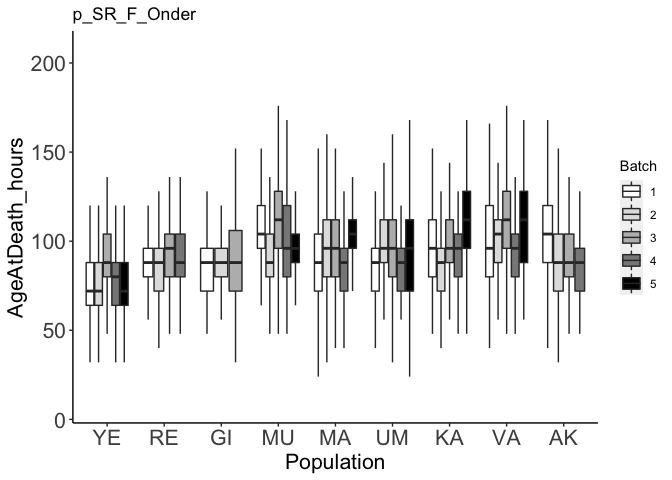 p_SR_F_Onder
AgeAtDeath_hours
200
150
100
50
0
YE RE GI MU MA UM KA VA AK
Population
Batch
1
2
3
4
5